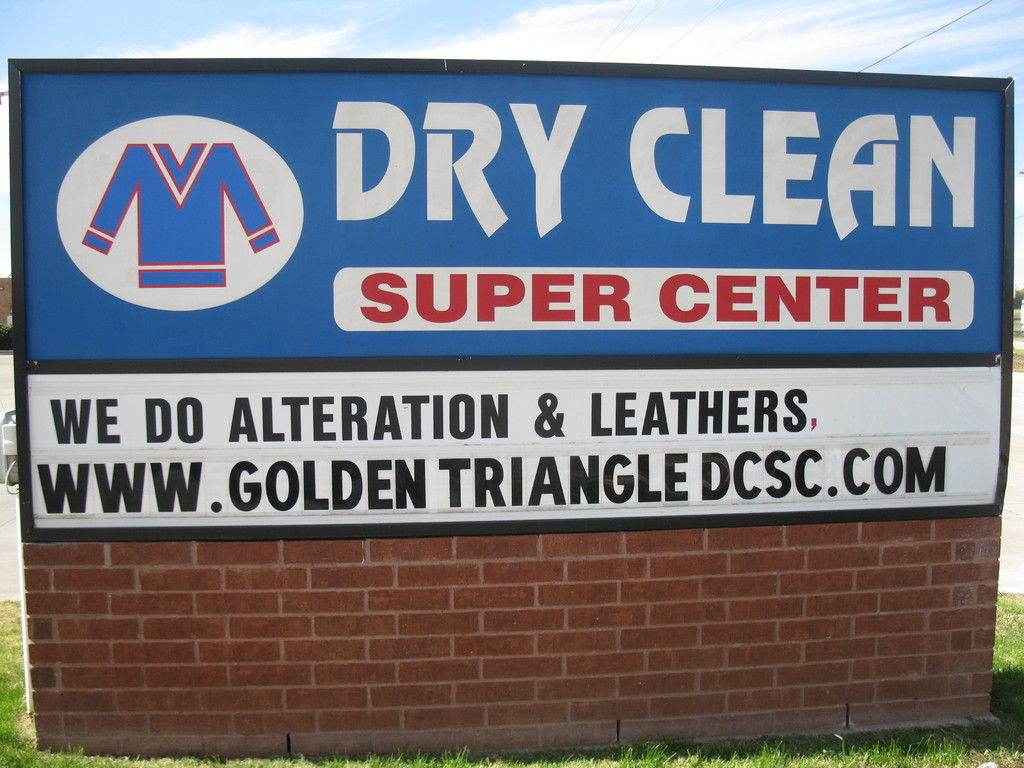 DRY CLEAN
SUPER CENTER
WE DO ALTERATION & LEATHERS,
WWW.GOLDEN TRIANGLE DCSC.COM